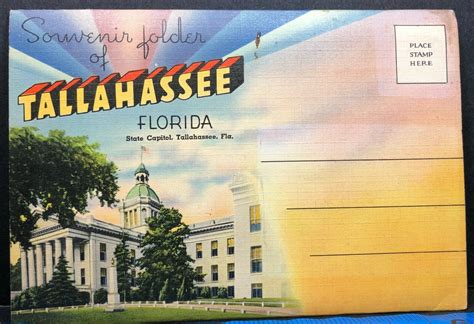 Souvenir folder
of
TALLAHASSEE
FLORIDA
State Capitol, Tallahassee, Fla.
PLACE
STAMP
HERE